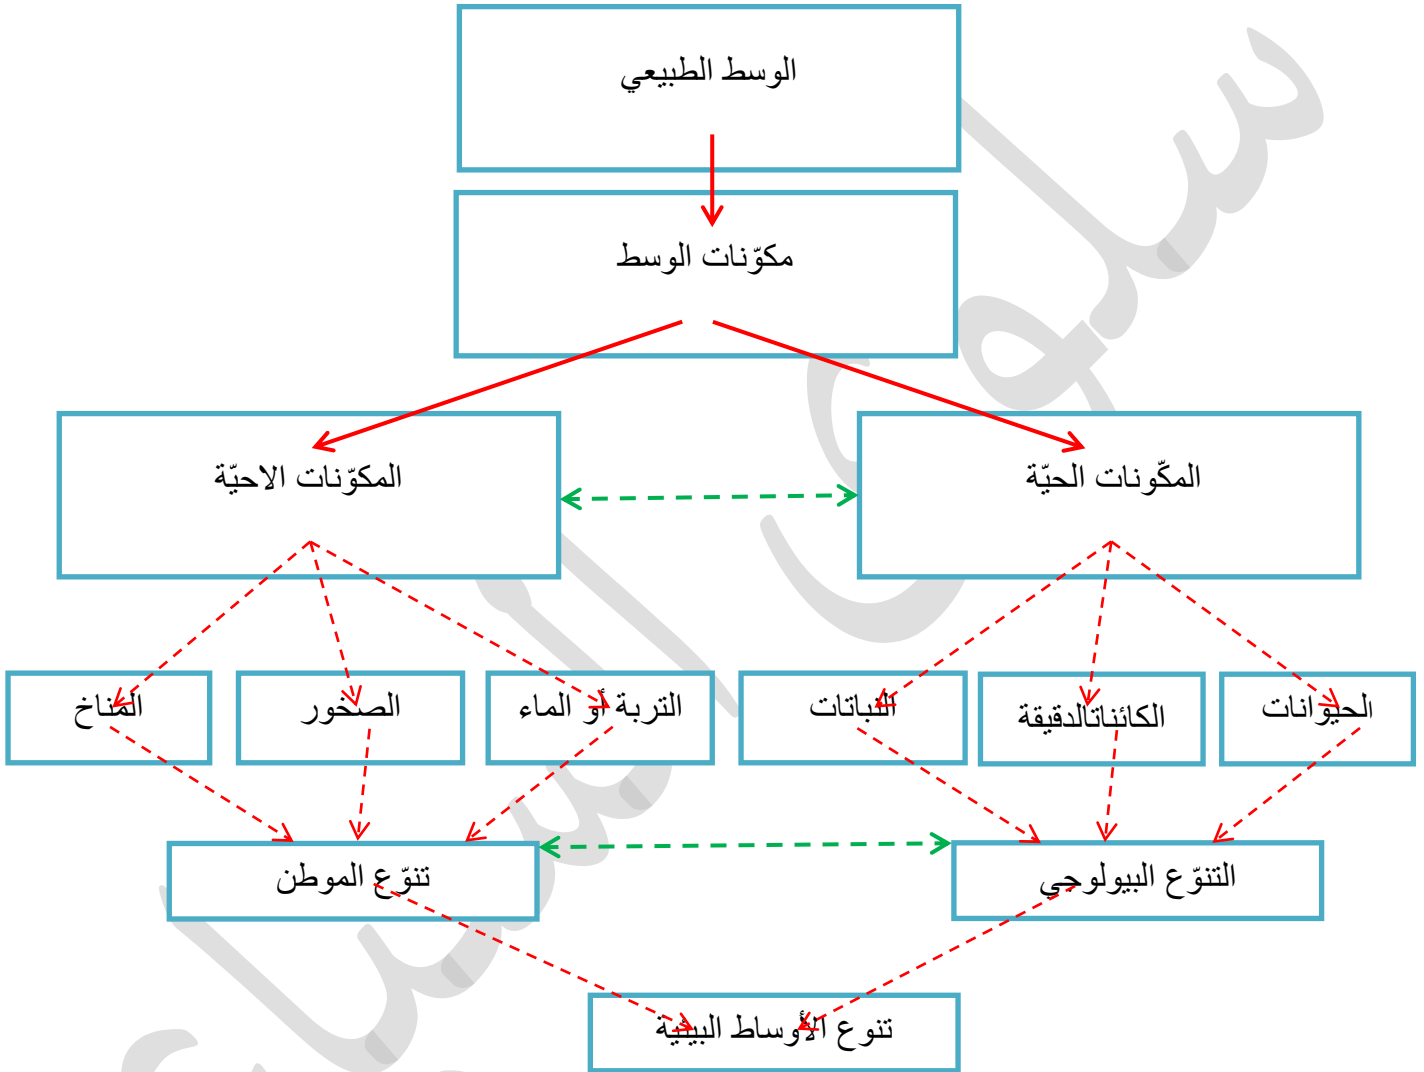 الوسط الطبيعي
مكوّنات الوسط
المكّونات الحيّة
المكوّنات الاحيّة
الحيوانات
الكائناتالدقيقة
النباتات
التربة أو الماء
الصخور
المناخ
التنوّع البيولوجي
تنوّع الموطن
تنوع الأوساط البيئية